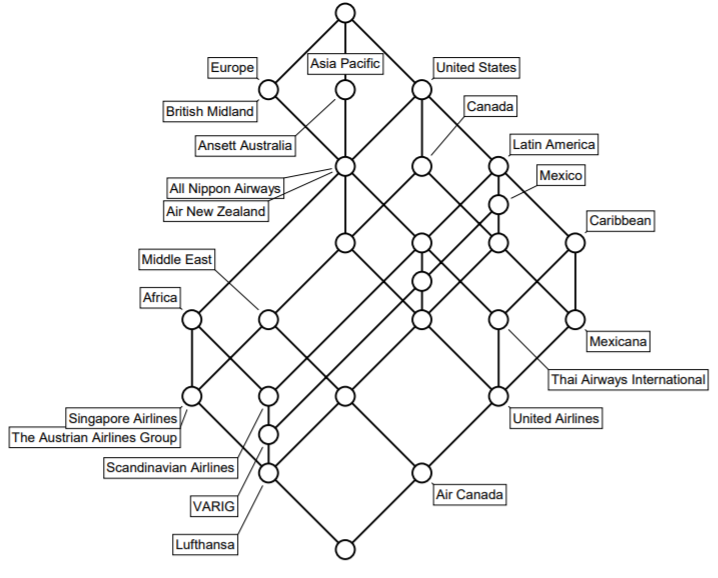 Asia Pacific
Europe
United States
British Midland
Canada
Ansett Australia
Latin America
Mexico
All Nippon Airways
Air New Zealand
Caribbean
Middle East
Africa
Mexicana
Thai Airways International
Singapore Airlines
United Airlines
The Austrian Airlines Group
Scandinavian Airlines
Air Canada
VARIG
Lufthansa